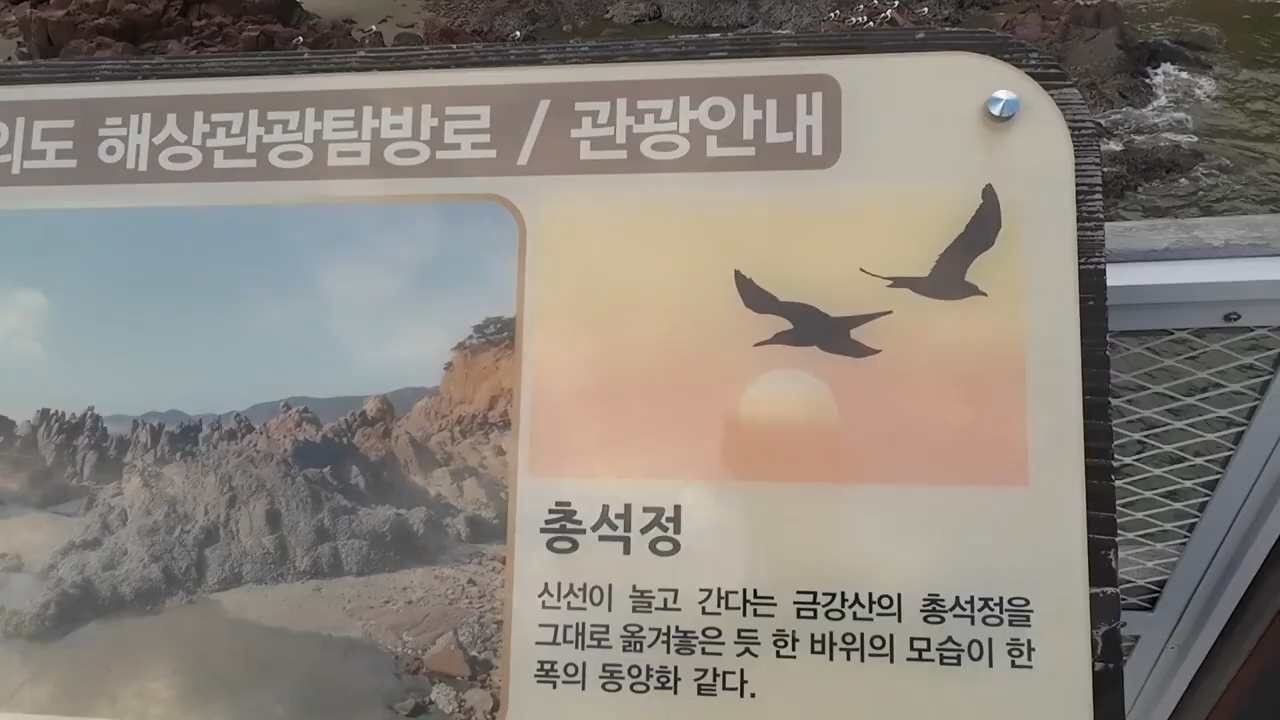 의도 해상관광탐방로 / 관광안내
총석정
신선이 놀고 간다는 금강산의 총석정을
그대로 옮겨놓은 듯 한 바위의 모습이 한
폭의 동양화 같다.